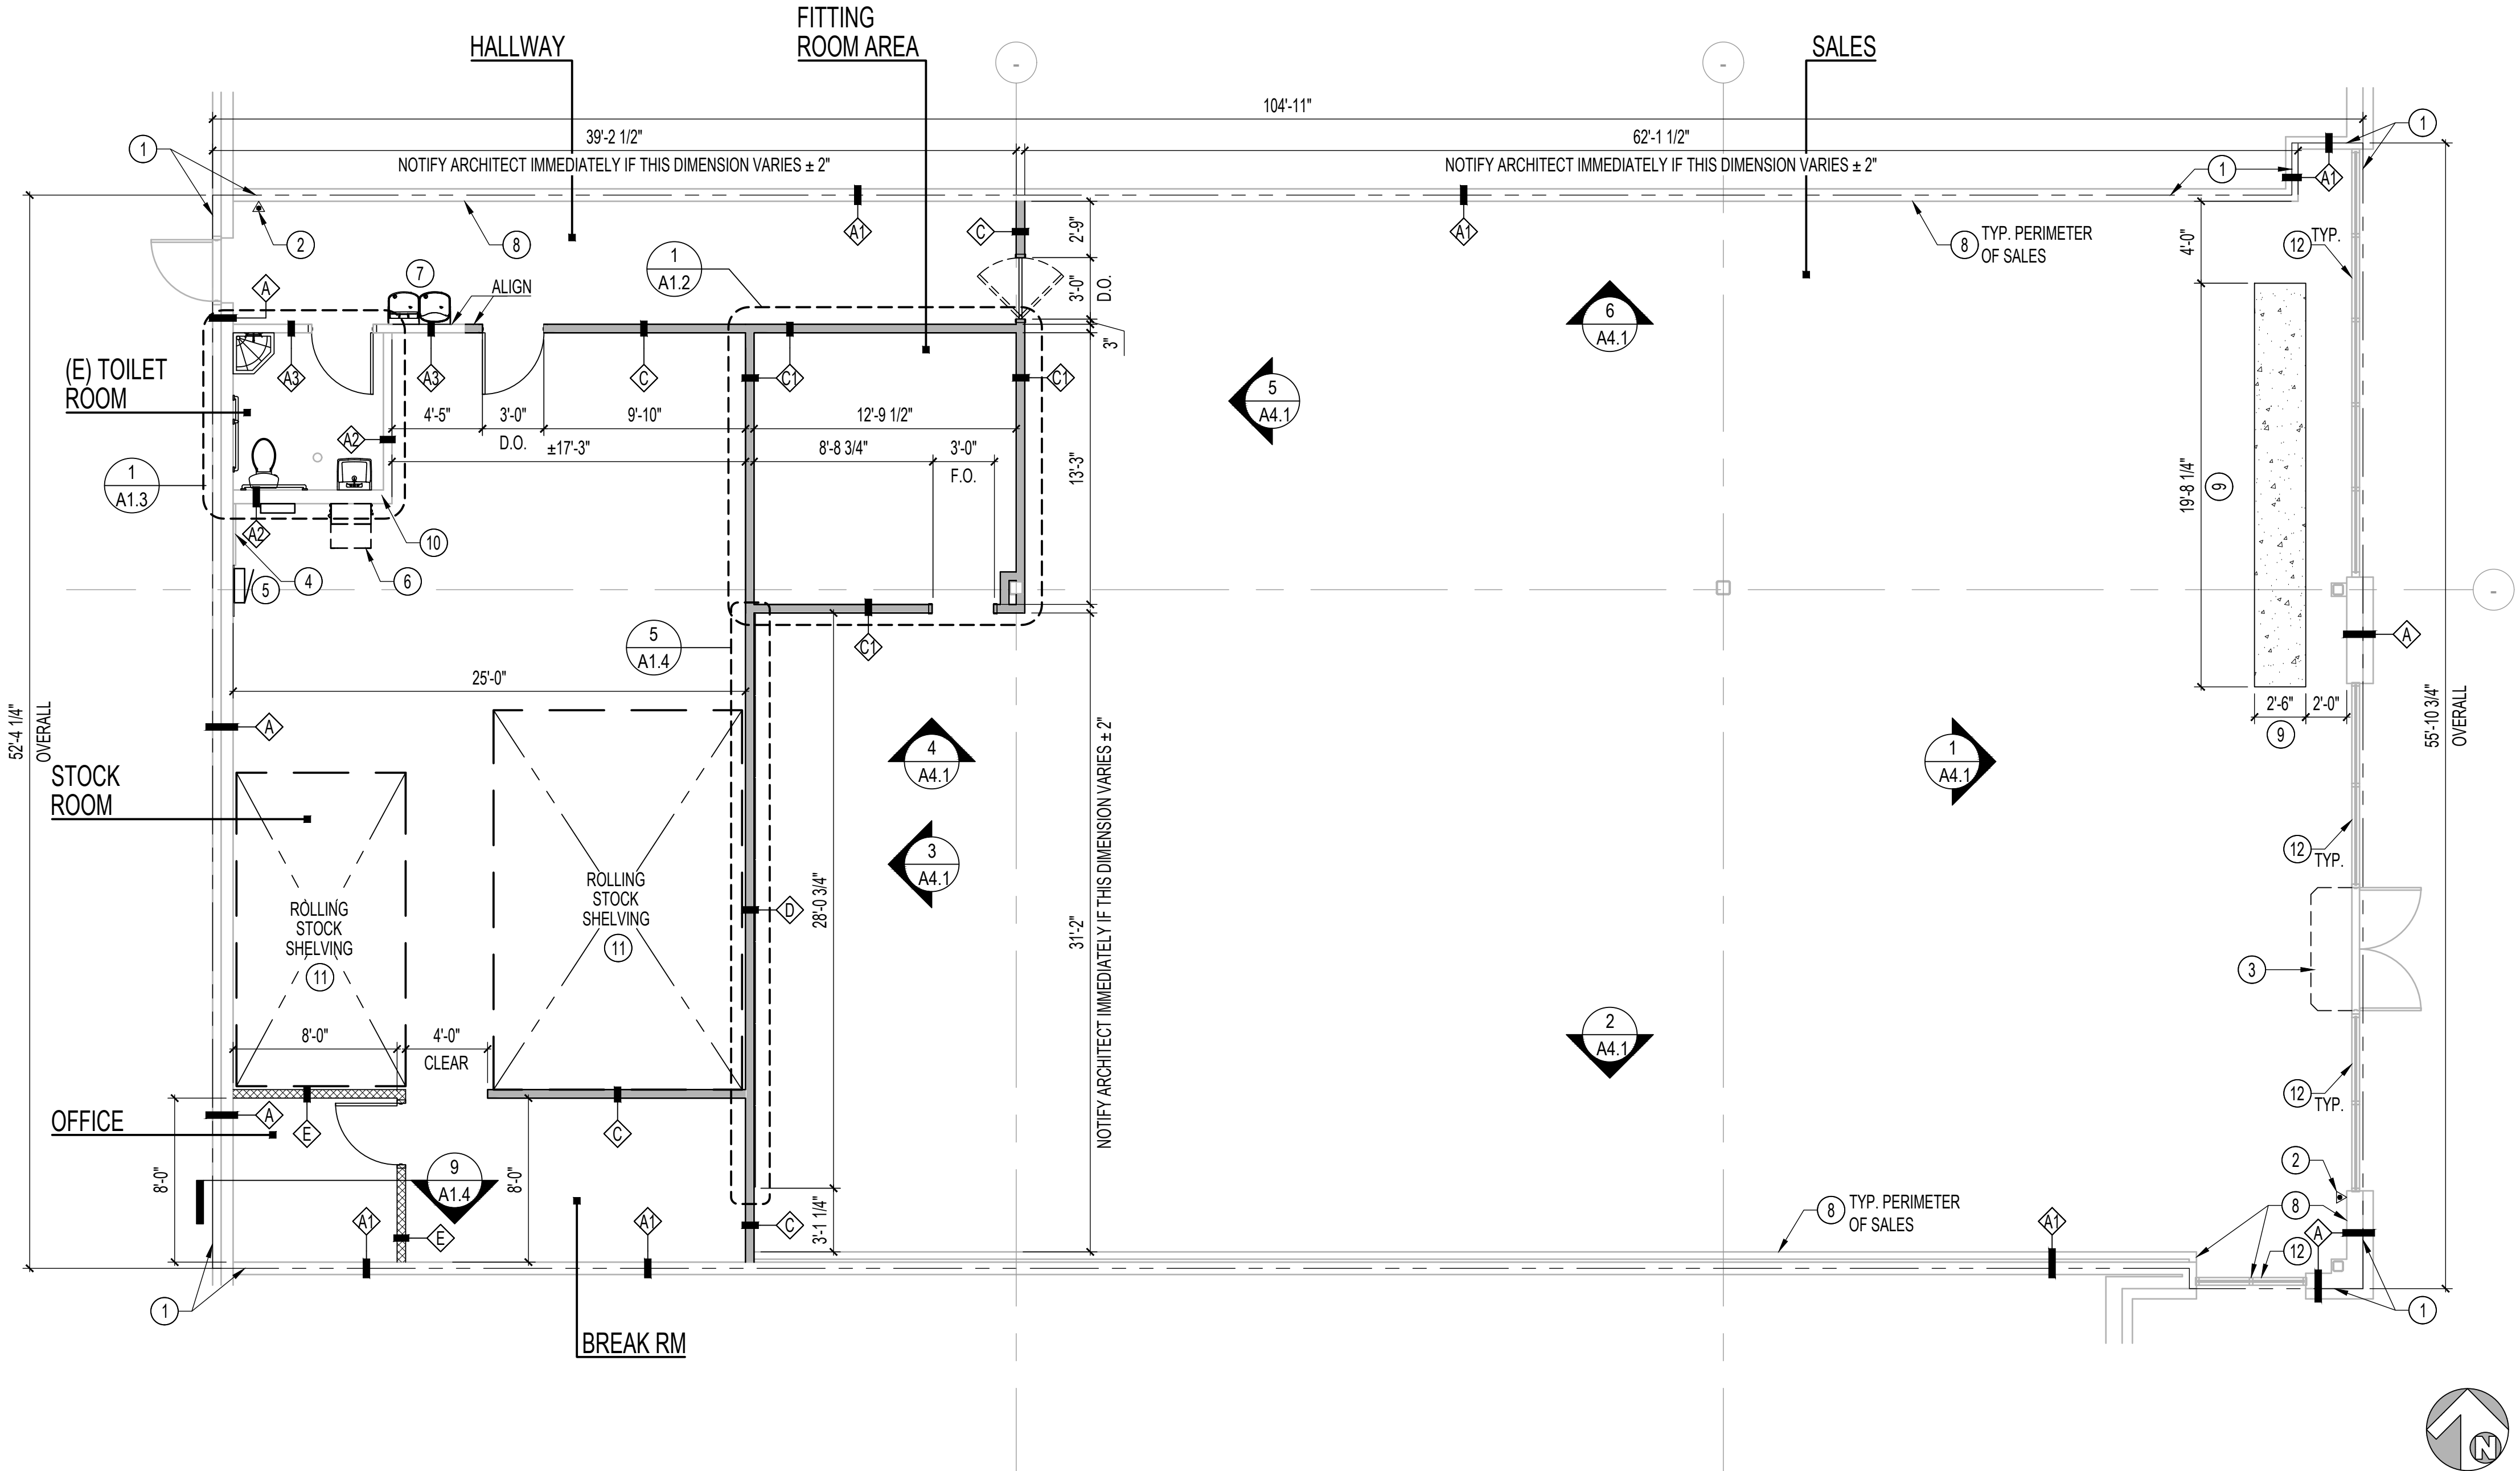 FITTING
ROOM AREA
HALLWAY
SALES
-
-
104'-11"
39'-2 1/2"
62'-1 1/2"
NOTIFY ARCHITECT IMMEDIATELY IF THIS DIMENSION VARIES ± 2"
NOTIFY ARCHITECT IMMEDIATELY IF THIS DIMENSION VARIES ± 2"
1
1
1
A1
2
8
A1
C
2'-9"
A1
8 TYP. PERIMETER
OF SALES
4'-0"
12 TYP.
1
A1.2
7
ALIGN
A
3'-0"
D.O.
3"
6
A4.1
(E) TOILET
ROOM
A3
A3
C
C1
C1
5
A4.1
4'-5"
3'-0"
D.O.
9'-10"
12'-9 1/2"
A2
±17'-3"
8'-8 3/4"
3'-0"
F.O.
13'-3"
19'-8 1/4"
9
1
A1.3
A2
10
4
5
6
-
5
A1.4
C1
A
25'-0"
2'-6"
2'-0"
9
52'-4 1/4"
OVERALL
55'-10 3/4"
OVERALL
A
4
A4.1
1
A4.1
STOCK
ROOM
3
A4.1
12
TYP.
ROLLING
STOCK
SHELVING
11
ROLLING
STOCK
SHELVING
11
D
28'-0 3/4"
31'-2"
NOTIFY ARCHITECT IMMEDIATELY IF THIS DIMENSION VARIES ± 2"
3
8'-0"
4'-0"
CLEAR
2
A4.1
12
TYP.
OFFICE
A
E
C
8'-0"
9
A1.4
8'-0"
2
A1
E
A1
C
3'-1 1/4"
8 TYP. PERIMETER
OF SALES
A1
8
A
12
1
1
BREAK RM
N